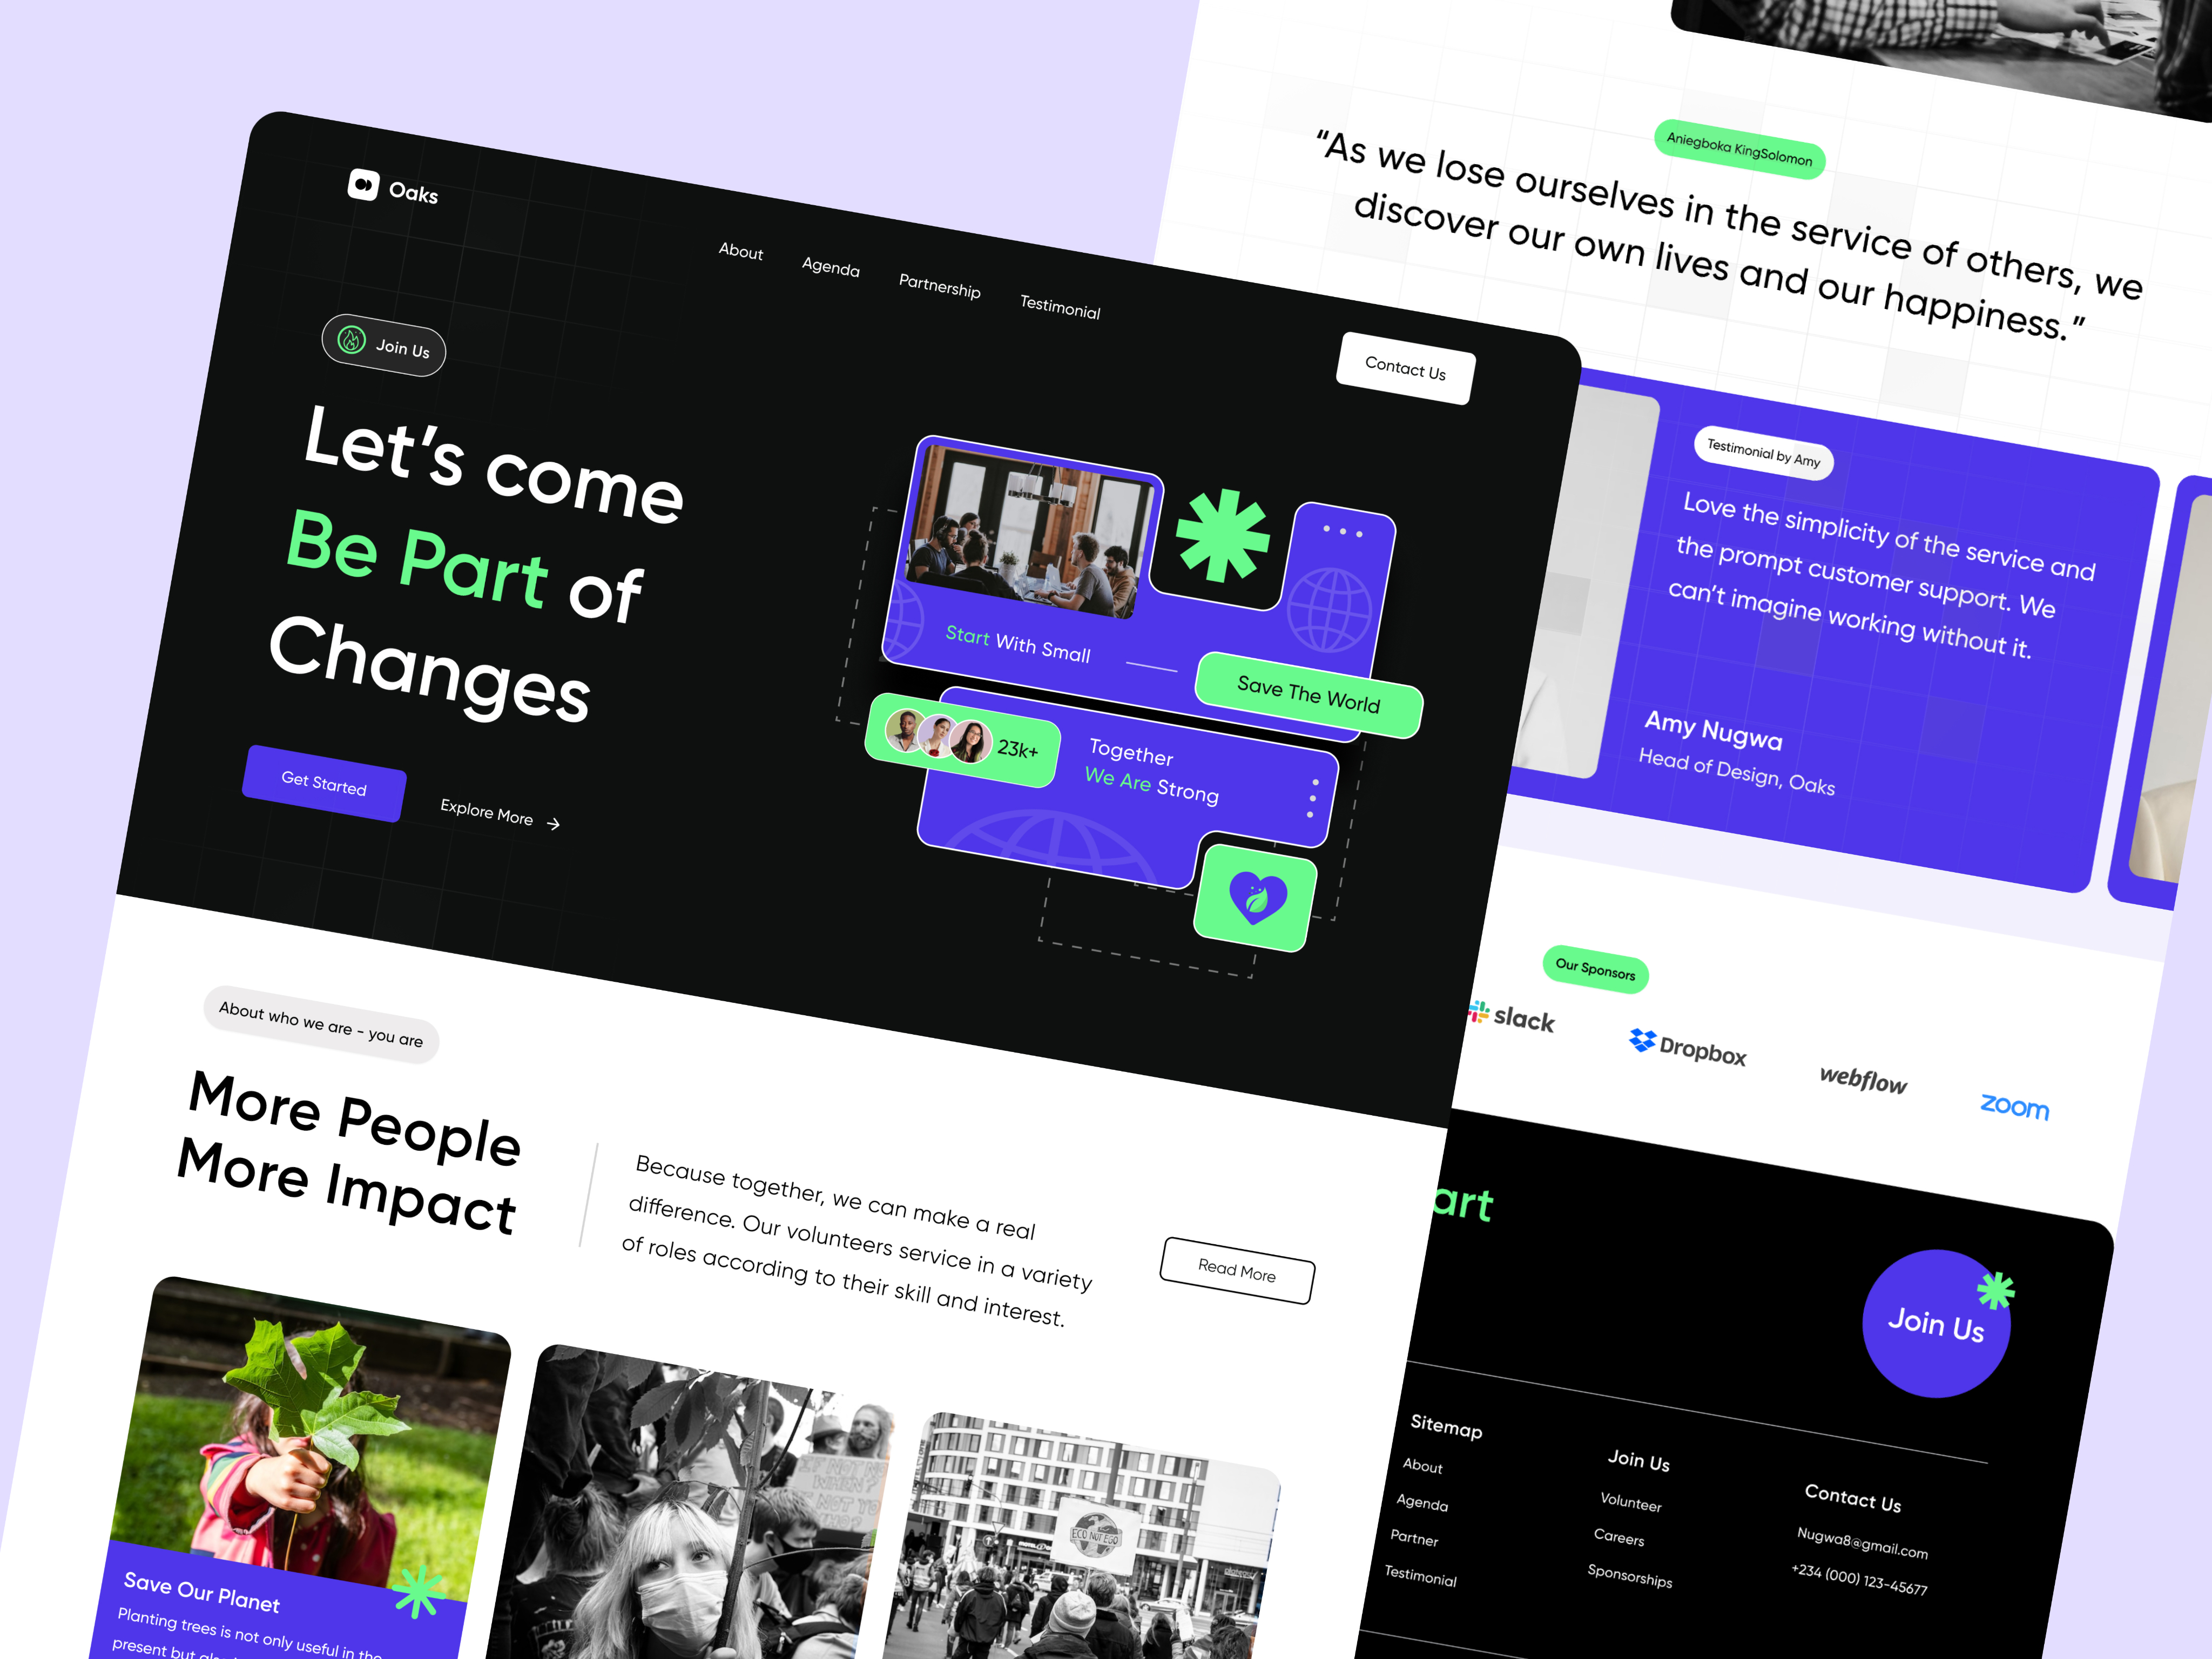 Oaks
About
Agenda
Partnership
Testimonial
Contact Us
Join Us
Let’s come
Be Part of
Changes
Get Started
Explore More
Start With Small
Save The World
23k+
Together
We Are Strong
About who we are - you are
More People
More Impact
Because together, we can make a real
difference. Our volunteers service in a variety
of roles according to their skill and interest.
Read More
Save Our Planet
Planting trees is not only useful in the
present but
ECO NOT EGO
Aniegboka KingSolomon
“As we lose ourselves in the service of others, we
discover our own lives and our happiness.”
Testimonial by Amy
Love the simplicity of the service and
the prompt customer support. We
can’t imagine working without it.
Amy Nugwa
Head of Design, Oaks
Our Sponsors
slack
Dropbox
webflow
zoom
art
Join Us
Sitemap
About
Agenda
Partner
Testimonial
Join Us
Volunteer
Careers
Sponsorships
Contact Us
Nugwa8@gmail.com
+234 (000) 123-45677